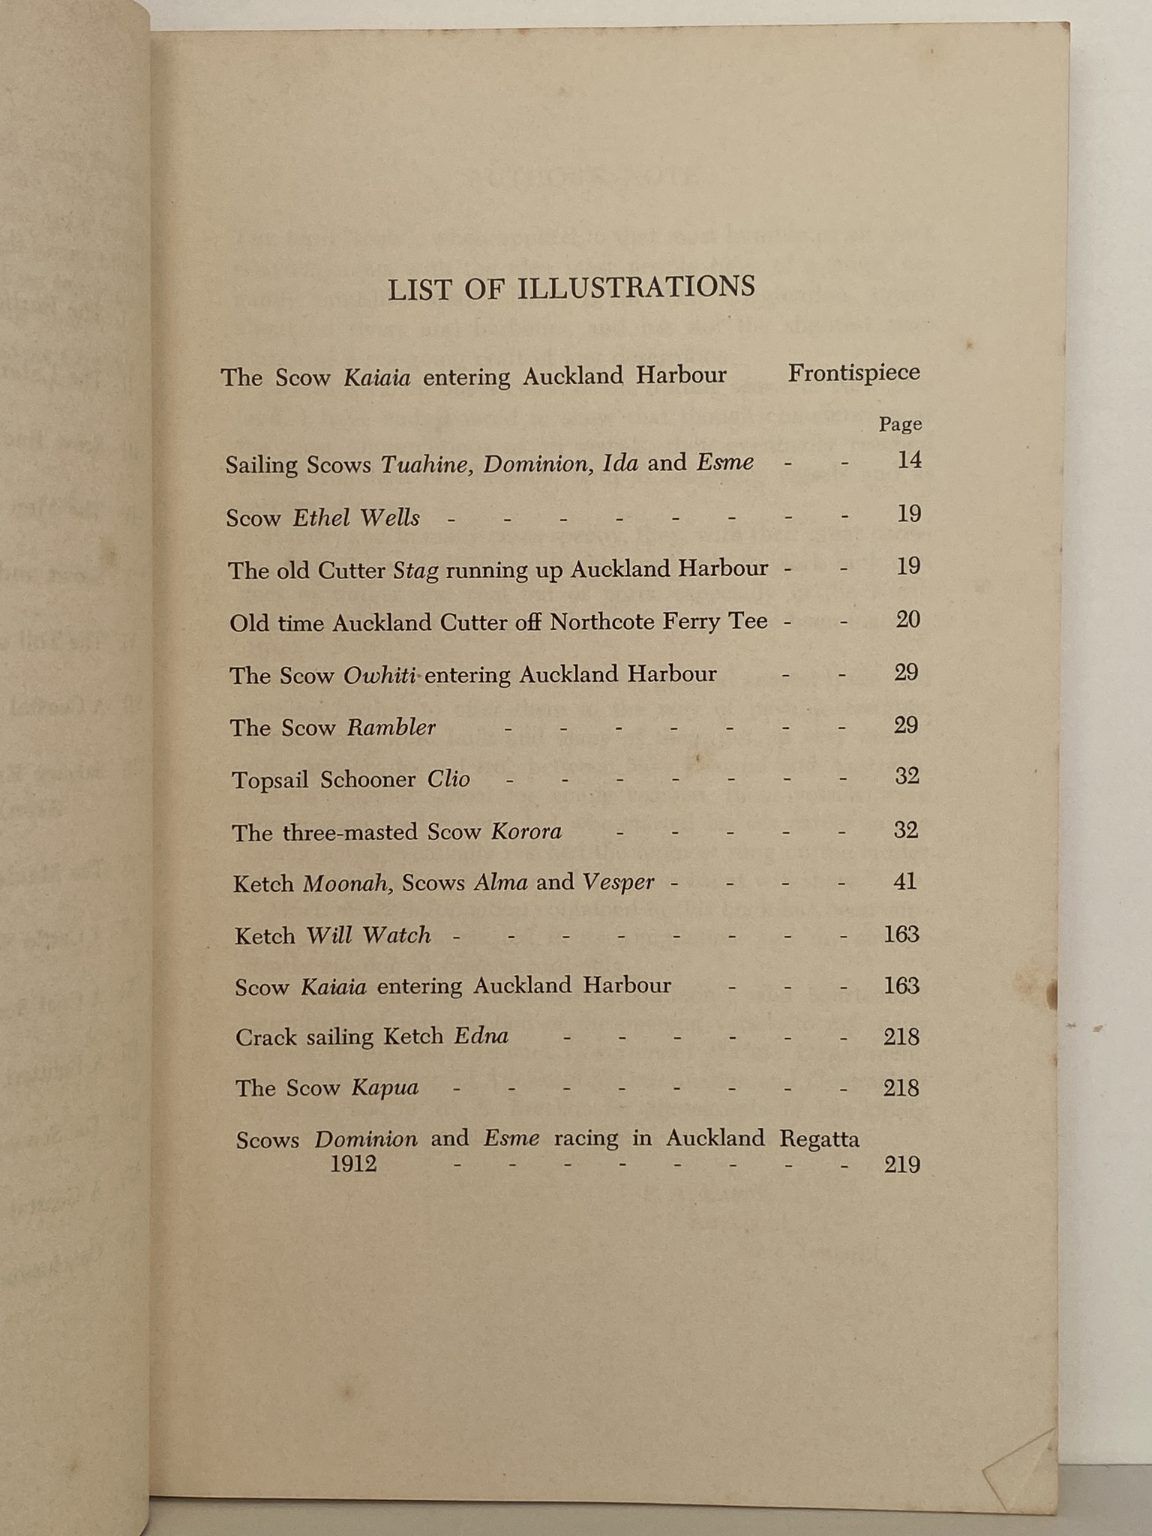 LIST OF ILLUSTRATIONS
The Scow Kaiaia entering Auckland Harbour Frontispiece
Page
Sailing Scows Tuahine, Dominion, Ida and Esme - - 14
Scow Ethel Wells - - - - - - - - 19
The old Cutter Stag running up Auckland Harbour - - 19
Old time Auckland Cutter off Northcote Ferry Tee - - 20
The Scow Owhiti entering Auckland Harbour - - 29
The Scow Rambler - - - - - - - 29
Topsail Schooner Clio - - - - - - - 32
The three-masted Scow Korora - - - - - 32
Ketch Moonah, Scows Alma and Vesper - - - - 41
Ketch Will Watch - - - - - - - - 163
Scow Kaiaia entering Auckland Harbour - - - 163
Crack sailing Ketch Edna - - - - - - 218
The Scow Kapua - - - - - - - - 218
Scows Dominion and Esme racing in Auckland Regatta
1912 - - - - - - - - 219